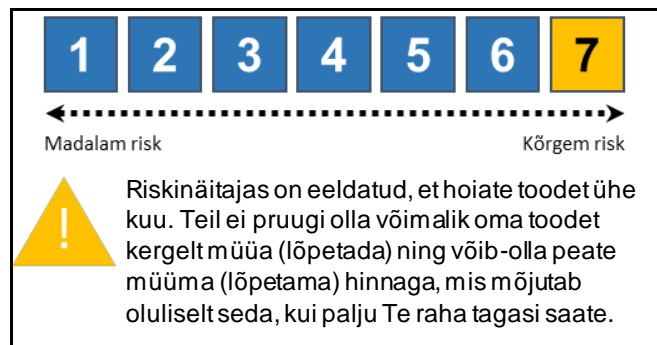 1 2 3 4 5 6 7
Madalam risk Kõrgem risk
!
Riskinäitajas on eeldatud, et hoiate toodet ühe
kuu. Teil ei pruugi olla võimalik oma toodet
kergelt müüa (lõpetada) ning võib-olla peate
müüma (lõpetama) hinnaga, mis mõjutab
oluliselt seda, kui palju Te raha tagasi saate.